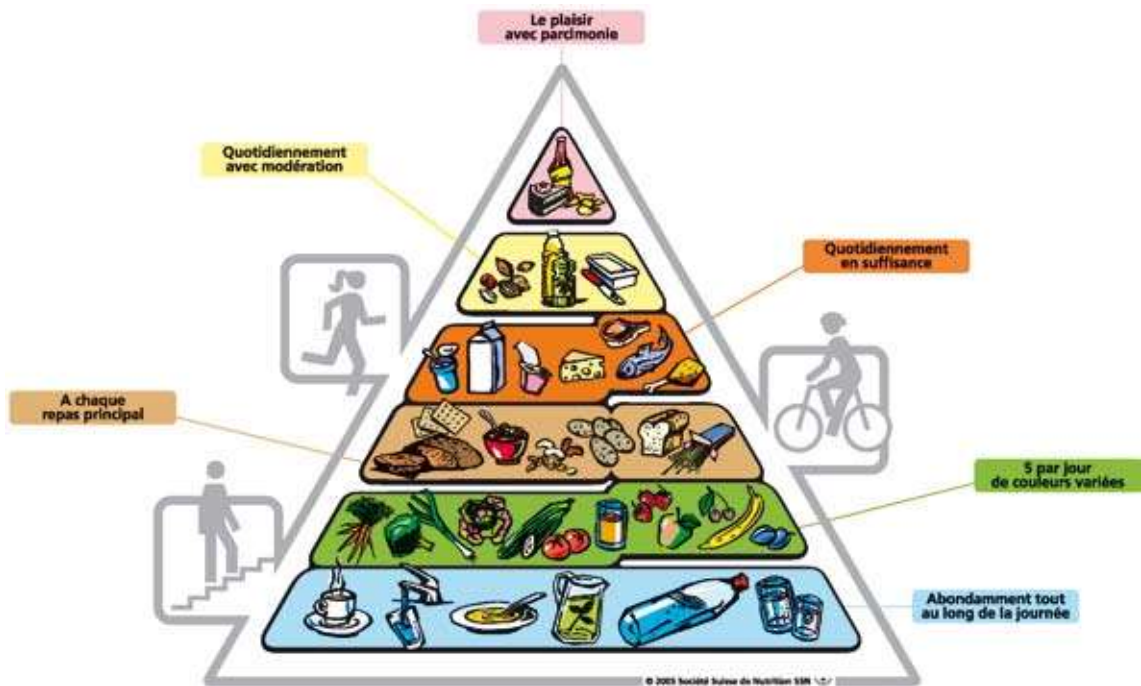 Le plaisir
avec parcimonie
Quotidiennement
avec modération
Quotidiennement
en suffisance
A chaque
repas principal
5 par jour
de couleurs variées
Abondamment tout
au long de la journée
© 2005 Société Suisse de Nutrition SSN